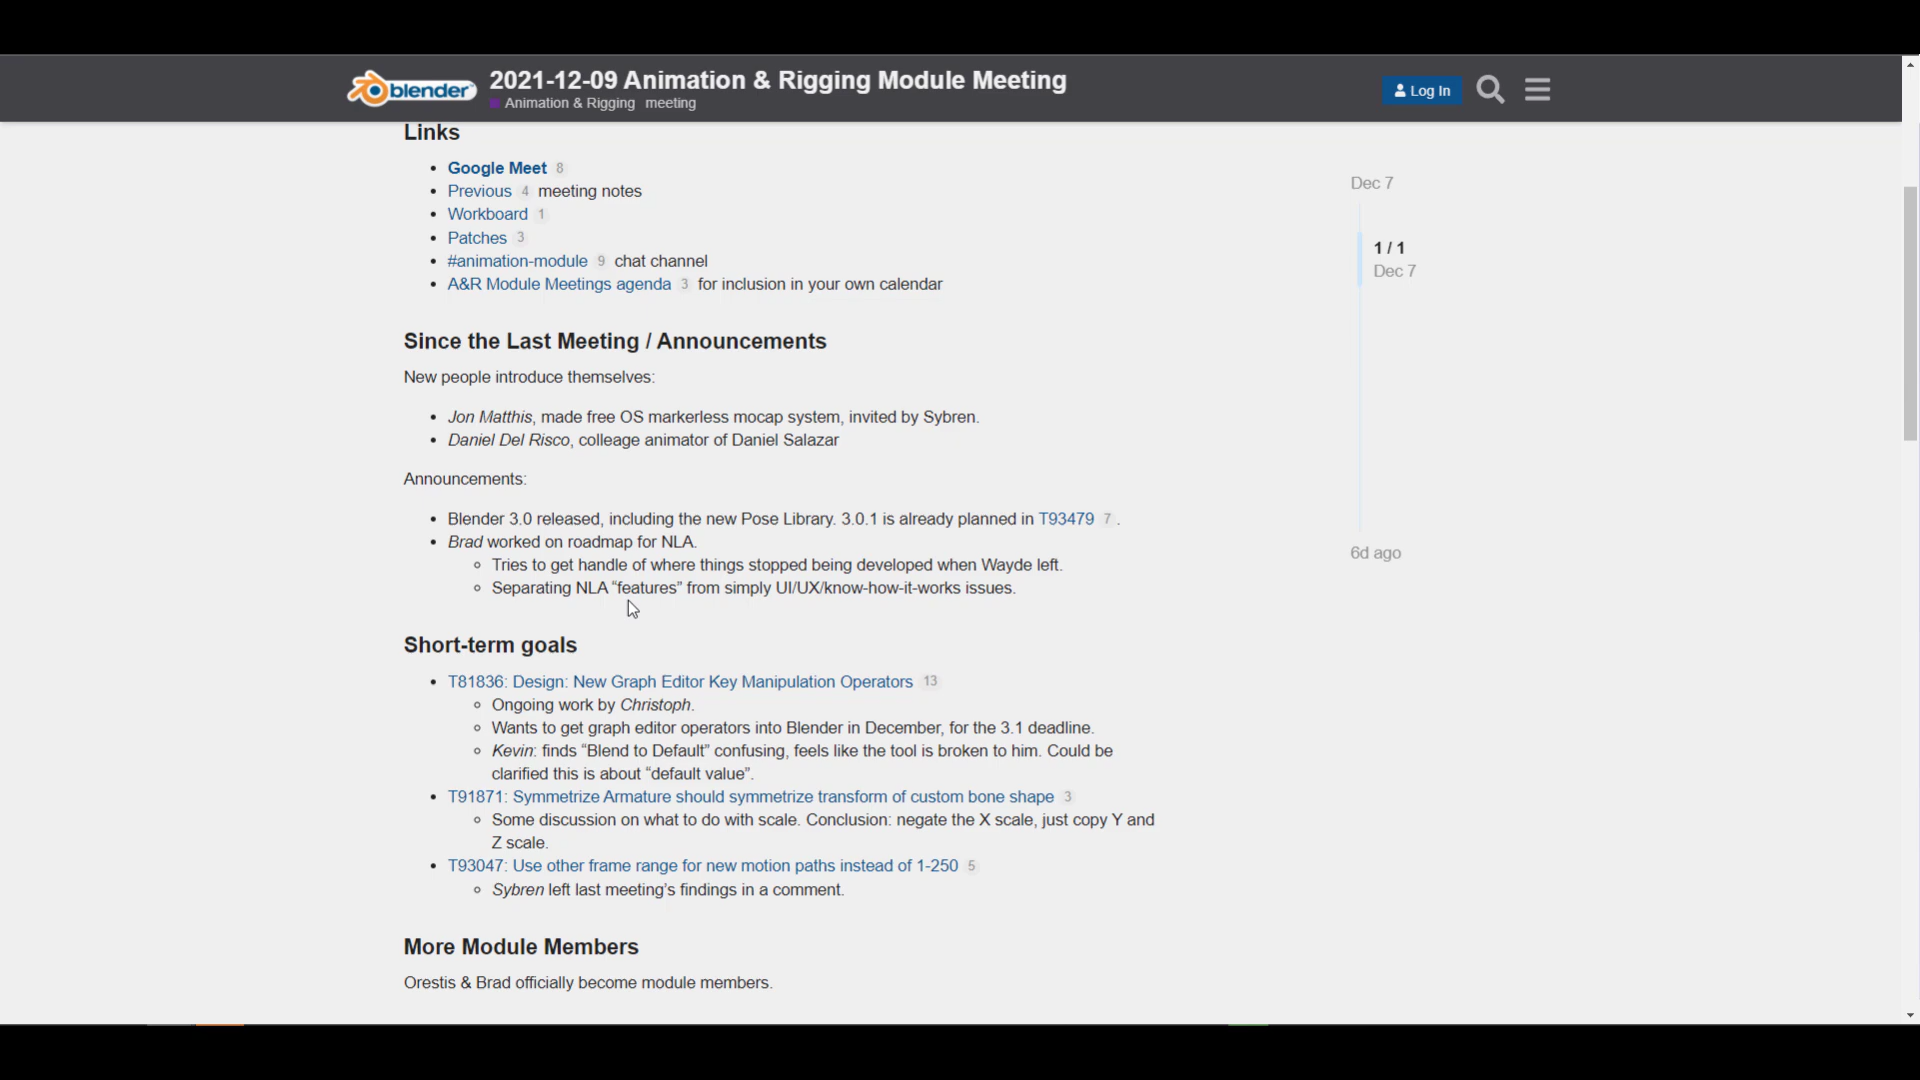 blender
2021-12-09 Animation & Rigging Module Meeting
Animation & Rigging meeting
Log In
Links
Google Meet 8
Previous 4 meeting notes
Workboard 1
Patches 3
#animation-module 9 chat channel
A&R Module Meetings agenda 3 for inclusion in your own calendar
Dec 7
1 / 1
Dec 7
6d ago
Since the Last Meeting / Announcements
New people introduce themselves:
Jon Matthis, made free OS markerless mocap system, invited by Sybren.
Daniel Del Risco, colleage animator of Daniel Salazar
Announcements:
Blender 3.0 released, including the new Pose Library. 3.0.1 is already planned in T93479 7 .
Brad worked on roadmap for NLA.
Tries to get handle of where things stopped being developed when Wayde left.
Separating NLA “features” from simply UI/UX/know-how-it-works issues.
Short-term goals
T81836: Design: New Graph Editor Key Manipulation Operators 13
Ongoing work by Christoph.
Wants to get graph editor operators into Blender in December, for the 3.1 deadline.
Kevin: finds “Blend to Default” confusing, feels like the tool is broken to him. Could be
clarified this is about “default value”.
T91871: Symmetrize Armature should symmetrize transform of custom bone shape 3
Some discussion on what to do with scale. Conclusion: negate the X scale, just copy Y and
Z scale.
T93047: Use other frame range for new motion paths instead of 1-250 5
Sybren left last meeting’s findings in a comment.
More Module Members
Orestis & Brad officially become module members.